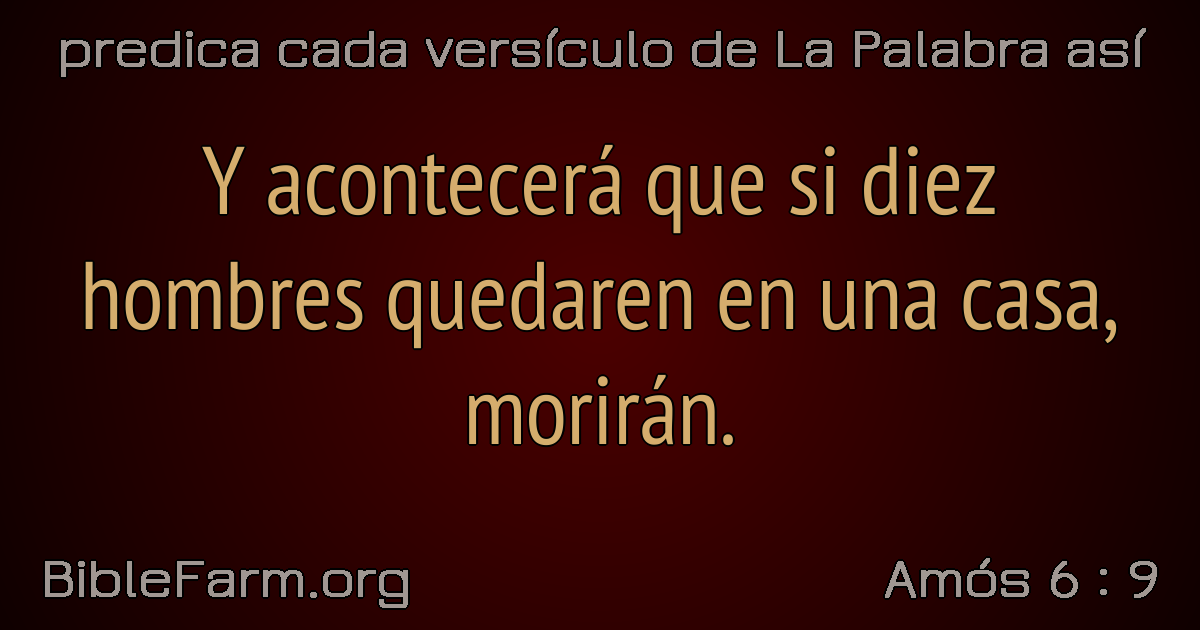 predica cada versículo de La Palabra así
Y acontecerá que si diez
hombres quedaren en una casa,
morirán.
BibleFarm.org
Amós 6 : 9